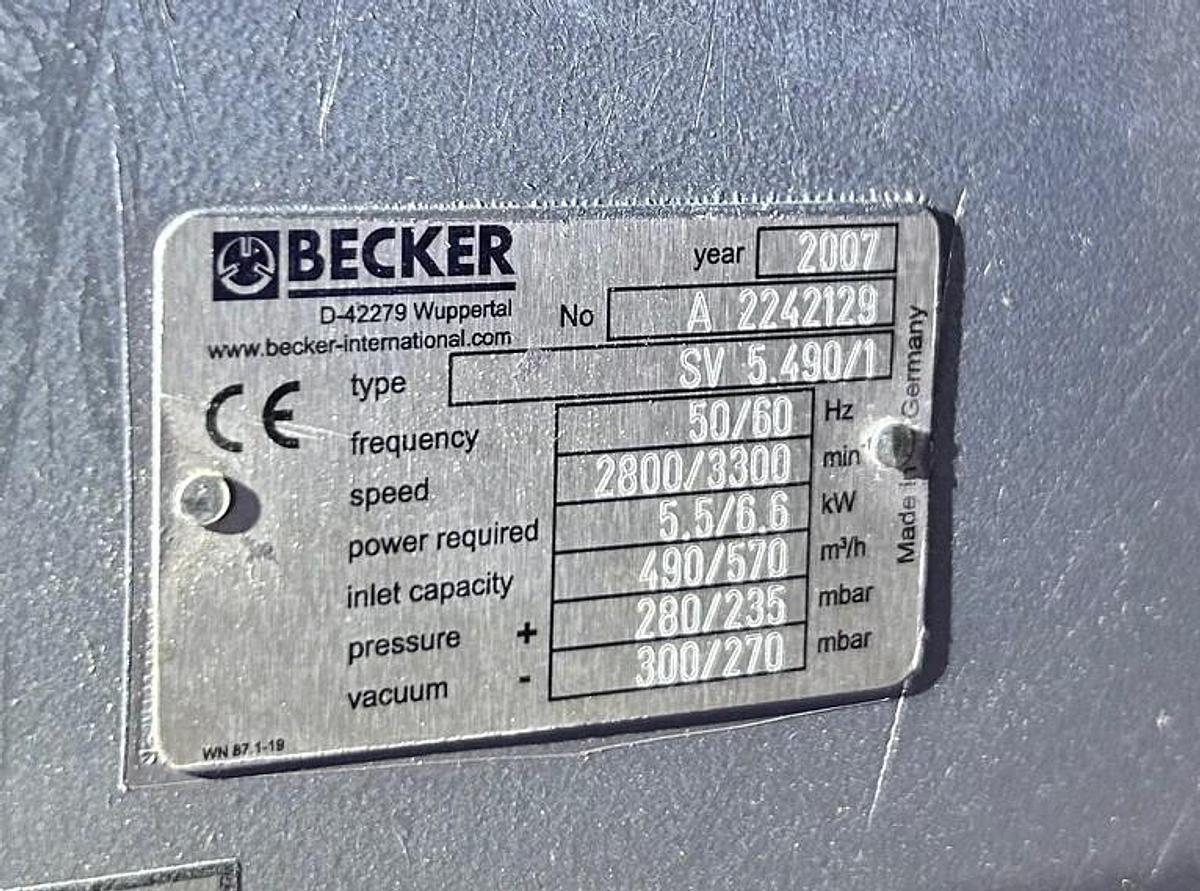 BECKER
D-42279 Wuppertal
www.becker-international.com
year 2007
No A 2242129
type SV 5.490/1
frequency 50/60 Hz
speed 2800/3300 min
power required 5.5/6.6 kW
inlet capacity 490/570 m³/h
pressure + 280/235 mbar
vacuum - 300/270 mbar
CE
Made in Germany
WN 87.1-19